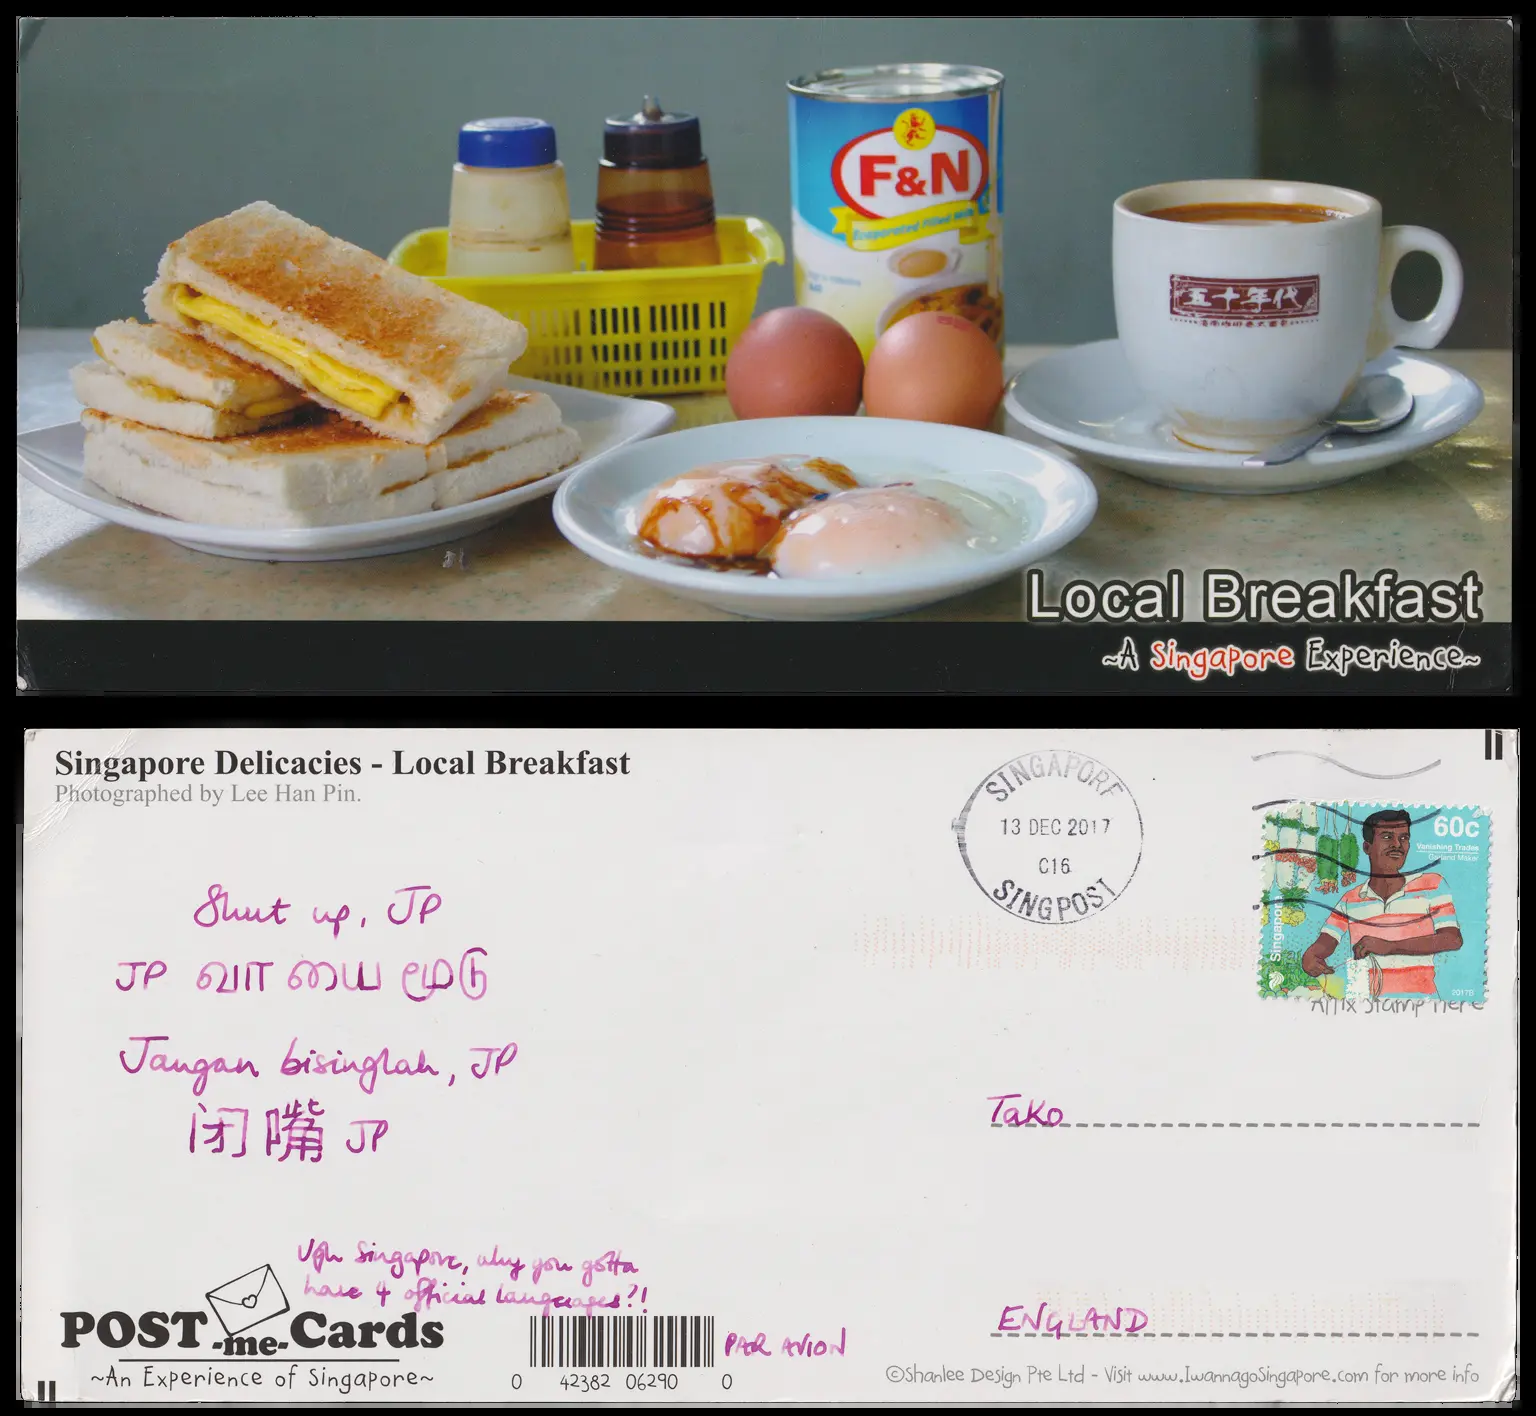 F&N
Evaporated Filled Milk
五十年代
Local Breakfast
~A Singapore Experience~
Singapore Delicacies - Local Breakfast
Photographed by Lee Han Pin.
SINGAPORE
13 DEC 2017
C16
SINGPOST
60c
Vanishing Trades
Garland Maker
Singapore
2017B
Affix Stamp Here
Shut up, JP
JP வாயை மூடு
Jangan bisinglah, JP
闭嘴 JP
Tako
Ugh Singapore, why you gotta
have 4 official languages?!
ENGLAND
POST-me-Cards
~An Experience of Singapore~
PAR AVION
0 42382 06290 0
©Shanlee Design Pte Ltd - Visit www.IwannagoSingapore.com for more info